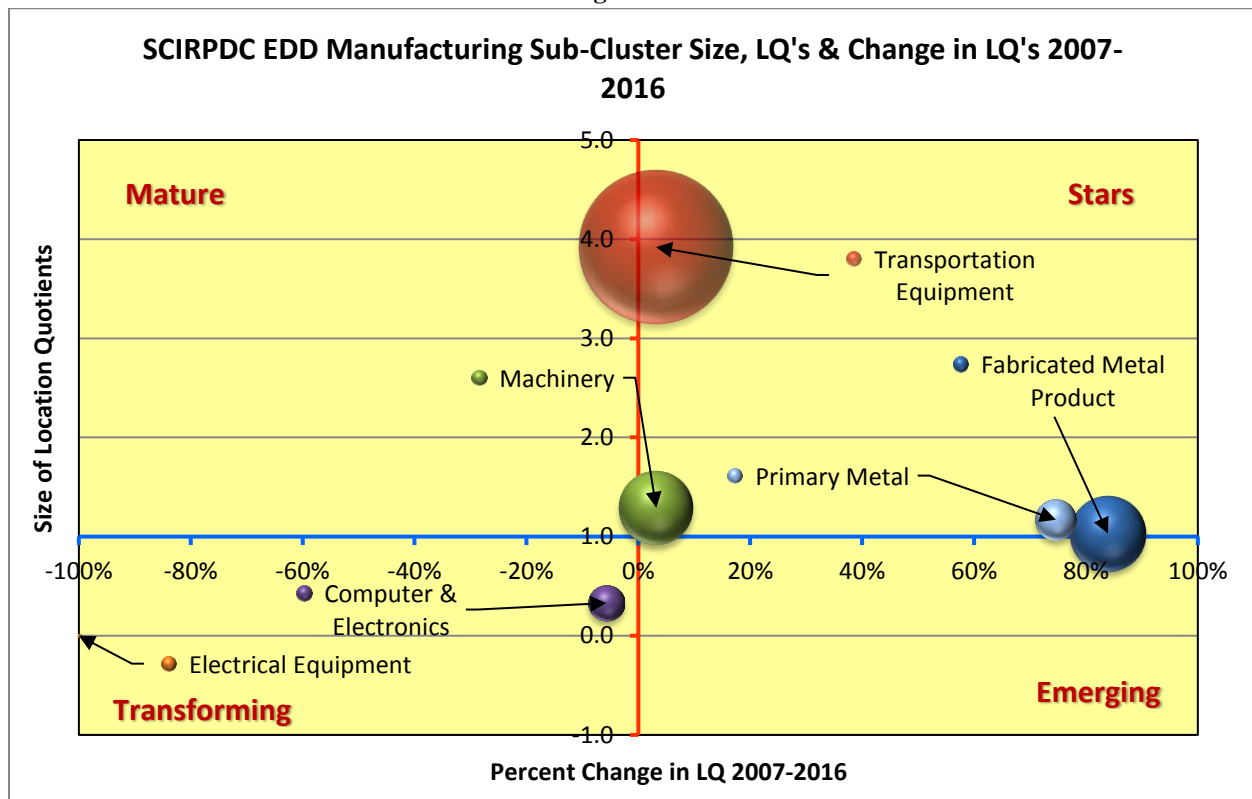 SCIRPDC EDD Manufacturing Sub-Cluster Size, LQ's & Change in LQ's 2007-
2016
5.0
Mature
Stars
4.0
Transportation
Equipment
3.0
Machinery
Fabricated Metal
Product
2.0
Primary Metal
1.0
-100% -80% -60% -40% -20% 0% 20% 40% 60% 80% 100%
Computer &
Electronics
0.0
Electrical Equipment
Transforming
Emerging
-1.0
Size of Location Quotients
Percent Change in LQ 2007-2016